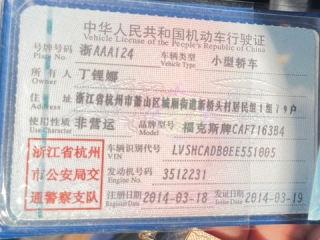 中华人民共和国机动车行驶证
Vehicle License of the People's Republic of China
号牌号码 浙AAA124 车辆类型 小型轿车
Plate No. Vehicle Type
所有人 丁锂娜
Owner
住址 浙江省杭州市萧山区城厢街道新桥头村居民组1组19户
Address
使用性质 非营运 品牌型号 福克斯牌CAF7163B4
Use Character Model
浙江省杭州市公安局交通警察支队
车辆识别代号 LVSHCADB0EE551005
VIN
发动机号码 3512231
Engine No.
注册日期 2014-03-18 发证日期 2014-03-19
Register Date Issue Date